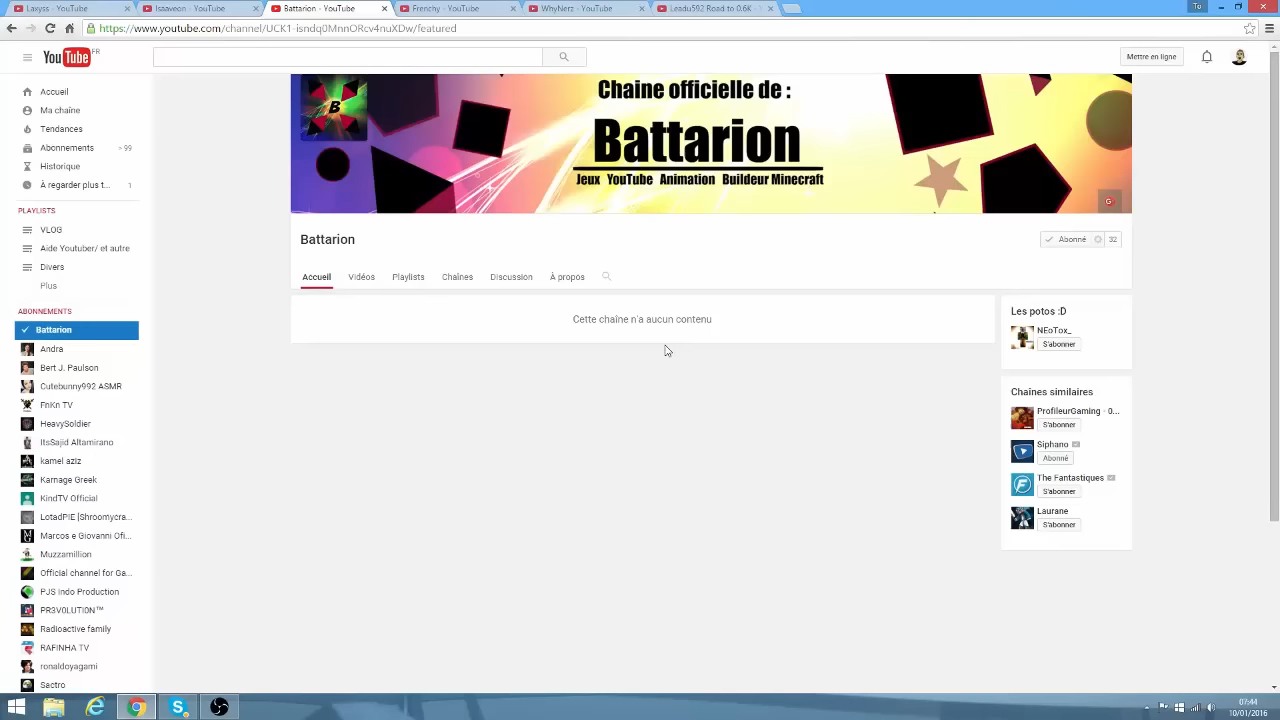 Laxyss - YouTube
Isaaveon - YouTube
Battarion - YouTube
Frenchy - YouTube
WhyNerz - YouTube
Leadu592 Road to 0.6K - Y
https://www.youtube.com/channel/UCK1-isndq0MnnORcv4nuXDw/featured
YouTube FR
Mettre en ligne
Accueil
Ma chaîne
Tendances
Abonnements > 99
Historique
À regarder plus t... 1
PLAYLISTS
VLOG
Aide Youtuber/ et autre
Divers
Plus
ABONNEMENTS
Battarion
Andra
Bert J. Paulson
Cutebunny992 ASMR
FnKn TV
HeavySoldier
ItsSajid Altamirano
kamel aziz
Karnage Greek
KindTV Official
LotadPIE |Shroomycra...
Marcos e Giovanni Ofi...
Muzzamillion
Official channel for Ga...
PJS Indo Production
PR3V0LUTI0N™
Radioactive family
RAFINHA TV
ronaldoyagami
Sactro
B
Chaine officielle de :
Battarion
Jeux YouTube Animation Buildeur Minecraft
Battarion
Abonné 32
Accueil
Vidéos
Playlists
Chaînes
Discussion
À propos
Cette chaîne n'a aucun contenu
Les potos :D
NEoTox_
S'abonner
Chaînes similaires
ProfileurGaming - 0...
S'abonner
Siphano
Abonné
The Fantastiques
S'abonner
Laurane
S'abonner
07:44
10/01/2016